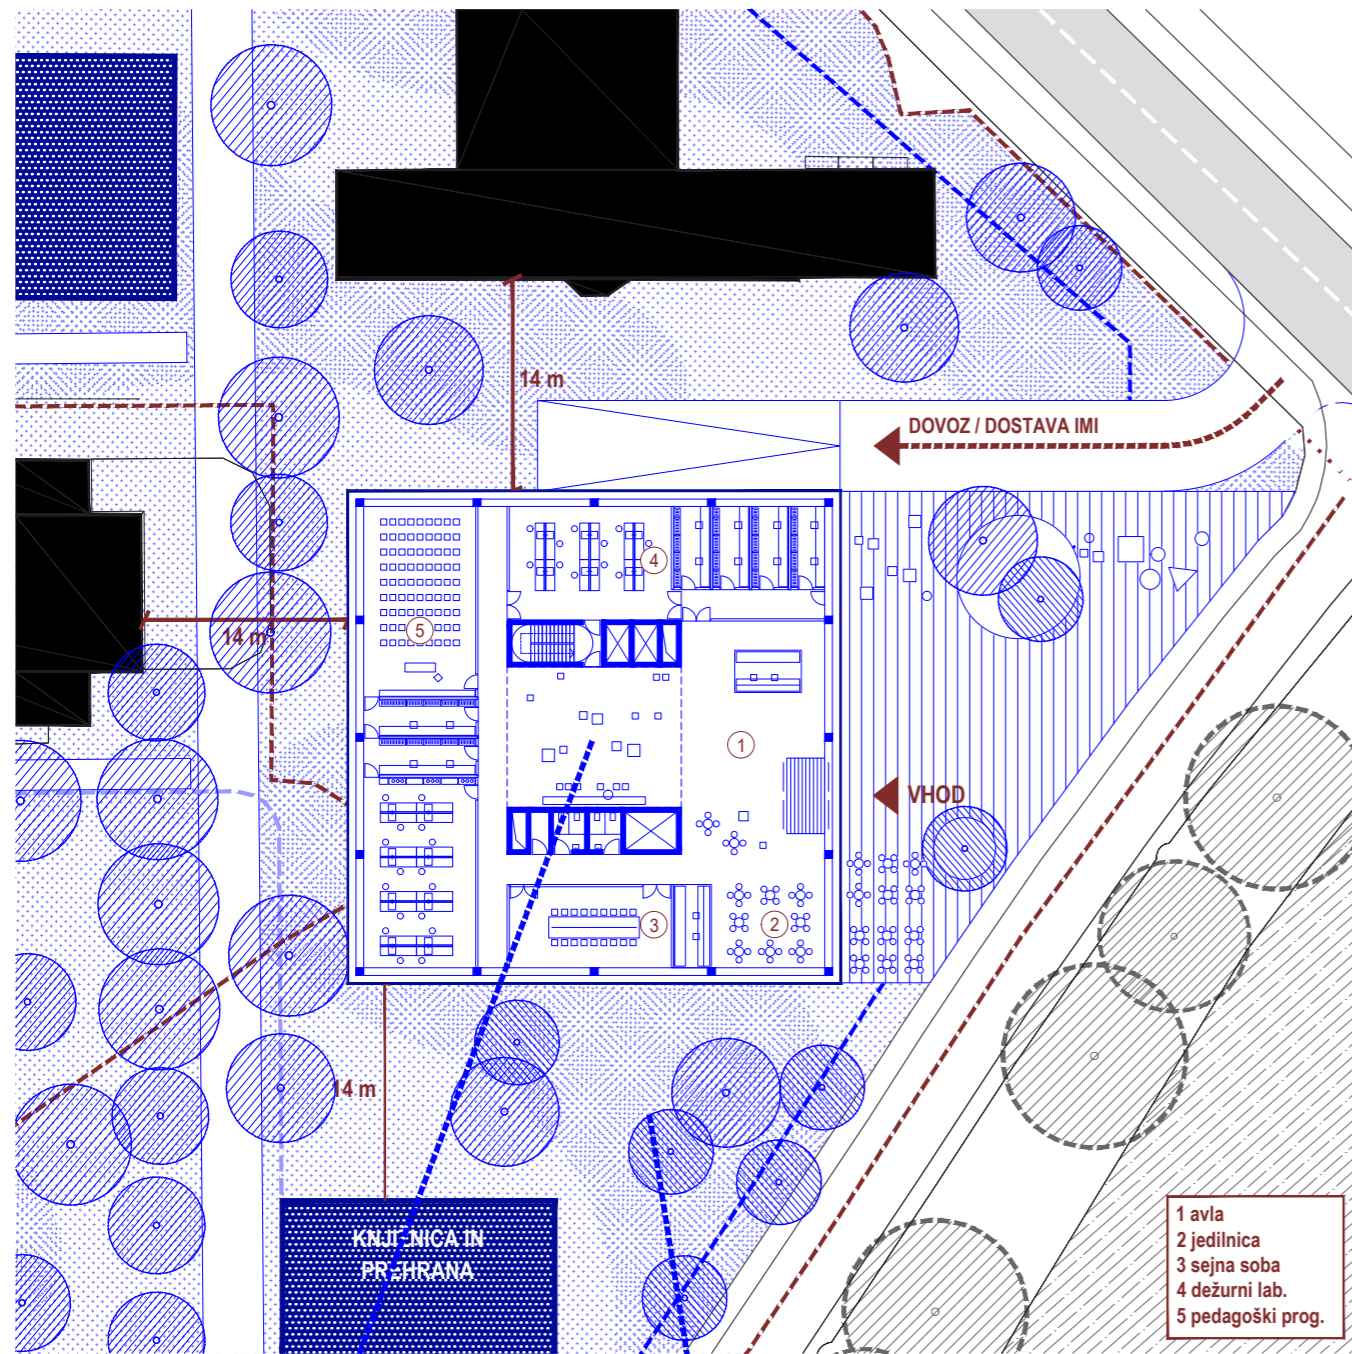 14 m
DOVOZ / DOSTAVA IMI
4
5
14 m
1
VHOD
3
2
14 m
KNJIŽNICA IN
PREHRANA
1 avla
2 jedilnica
3 sejna soba
4 dežurni lab.
5 pedagoški prog.